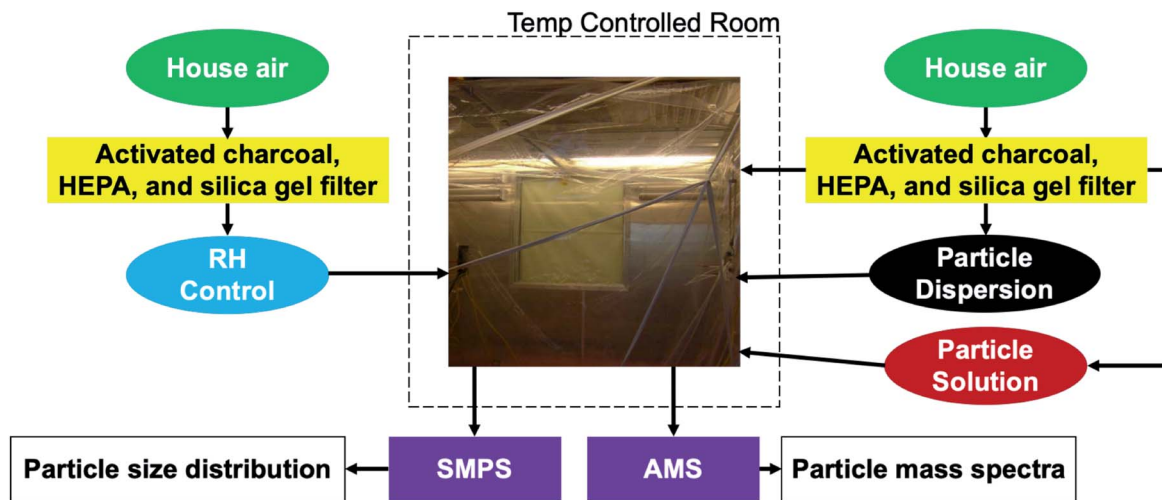 Temp Controlled Room
House air
Activated charcoal,
HEPA, and silica gel filter
RH
Control
House air
Activated charcoal,
HEPA, and silica gel filter
Particle
Dispersion
Particle
Solution
Particle size distribution
SMPS
AMS
Particle mass spectra